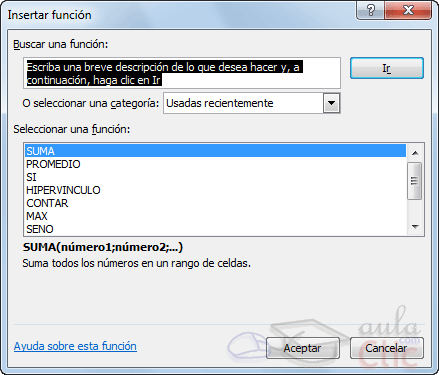 Insertar función
Buscar una función:
Escriba una breve descripción de lo que desea hacer y, a
continuación, haga clic en Ir
Ir
O seleccionar una categoría: Usadas recientemente
Seleccionar una función:
SUMA
PROMEDIO
SI
HIPERVINCULO
CONTAR
MAX
SENO
SUMA(número1;número2;...)
Suma todos los números en un rango de celdas.
Ayuda sobre esta función
Aceptar
Cancelar
aula
.com
CLIC